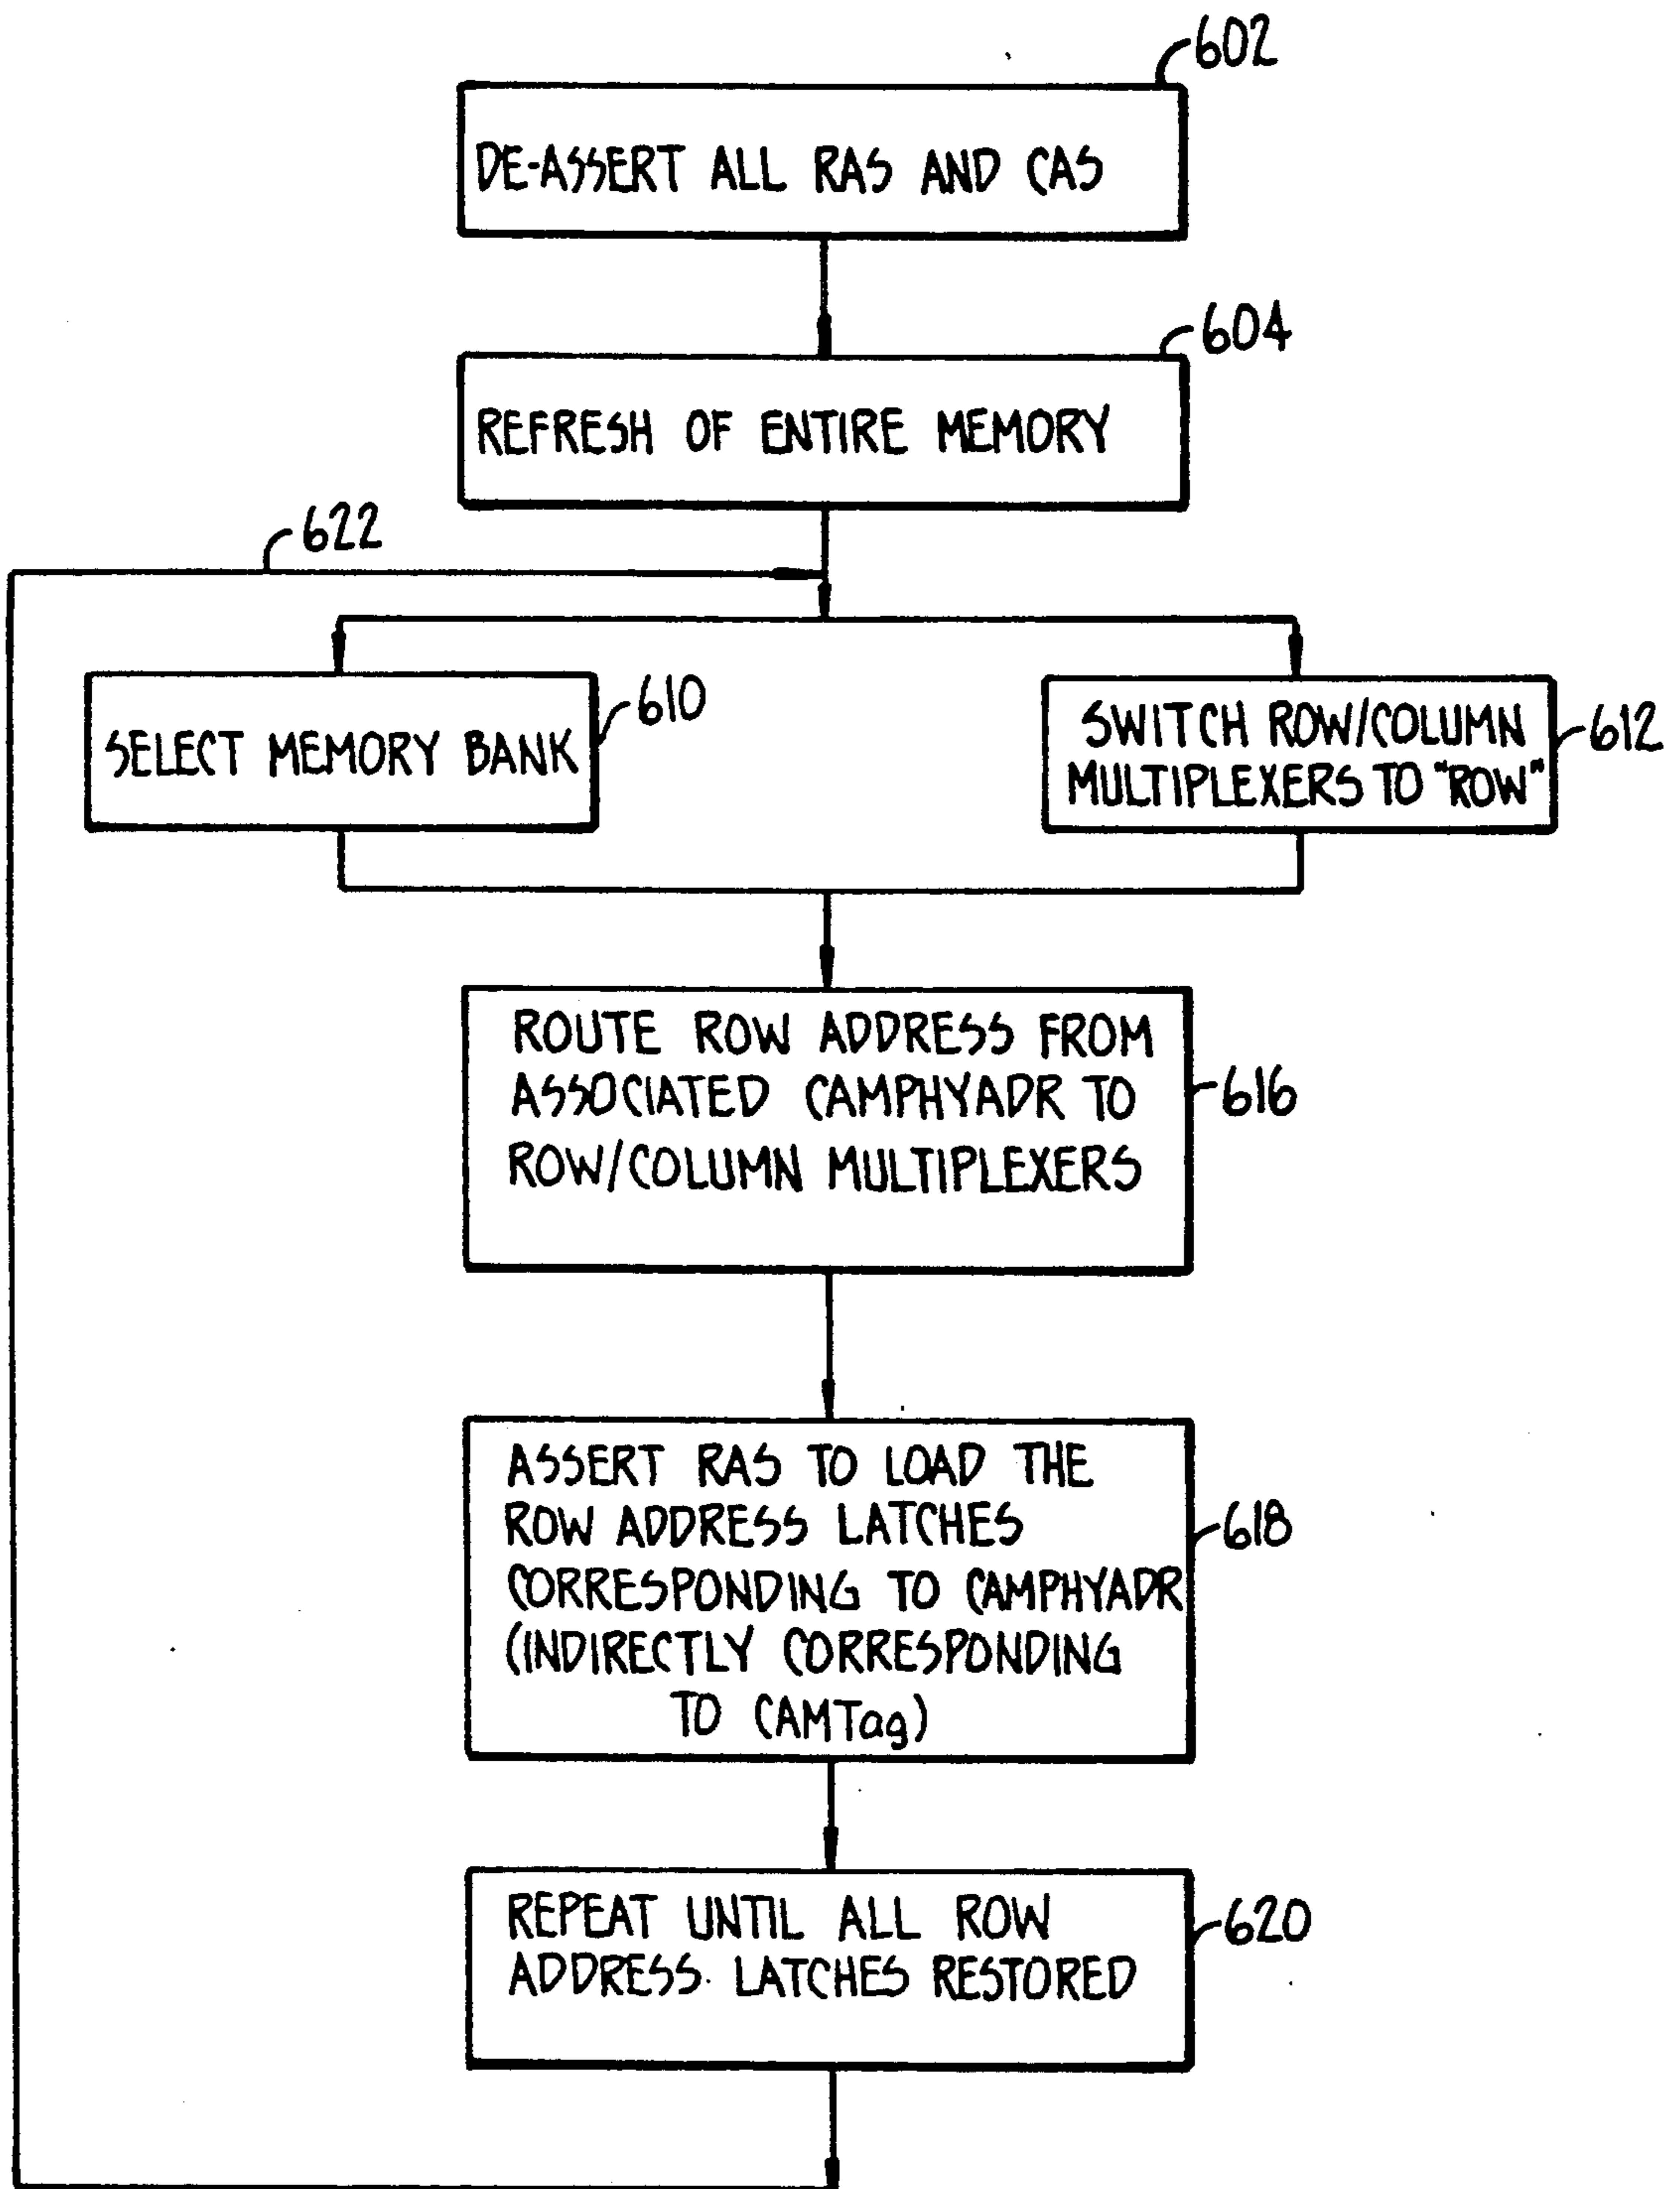 602
DE-ASSERT ALL RAS AND CAS
604
REFRESH OF ENTIRE MEMORY
622
SELECT MEMORY BANK
610
SWITCH ROW/COLUMN
MULTIPLEXERS TO "ROW"
612
ROUTE ROW ADDRESS FROM
ASSOCIATED CAMPHYADR TO
ROW/COLUMN MULTIPLEXERS
616
ASSERT RAS TO LOAD THE
ROW ADDRESS LATCHES
CORRESPONDING TO CAMPHYADR
(INDIRECTLY CORRESPONDING
TO CAMTag)
618
REPEAT UNTIL ALL ROW
ADDRESS LATCHES RESTORED
620